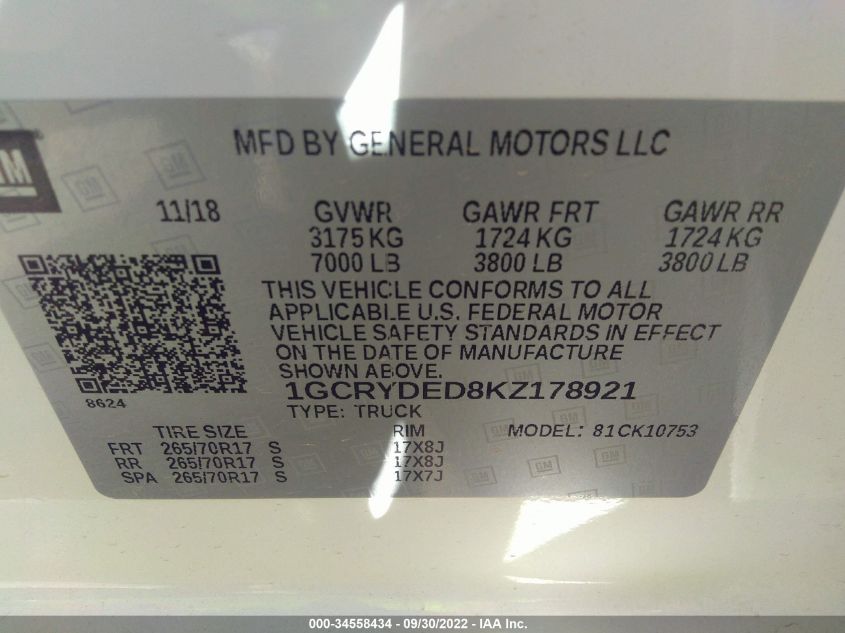 GM
MFD BY GENERAL MOTORS LLC
11/18 GVWR GAWR FRT GAWR RR
3175 KG 1724 KG 1724 KG
7000 LB 3800 LB 3800 LB
THIS VEHICLE CONFORMS TO ALL
APPLICABLE U.S. FEDERAL MOTOR
VEHICLE SAFETY STANDARDS IN EFFECT
ON THE DATE OF MANUFACTURE
SHOWN ABOVE.
8624
1GCRYDED8KZ178921
TYPE: TRUCK
TIRE SIZE RIM MODEL: 81CK10753
FRT 265/70R17 S 17X8J
RR 265/70R17 S 17X8J
SPA 265/70R17 S 17X7J
000-34558434 - 09/30/2022 - IAA Inc.